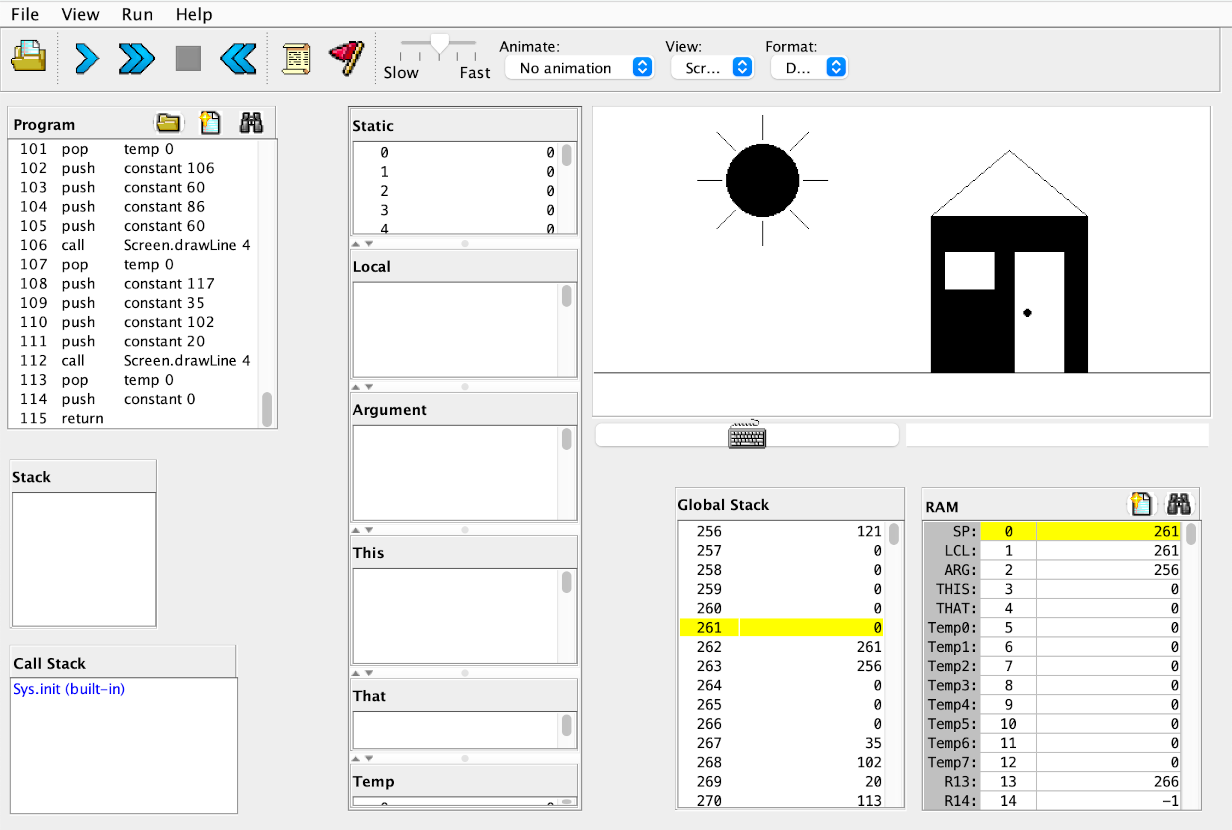 File View Run Help
Animate: View: Format:
Slow Fast No animation Scr... D...
Program
101 pop temp 0
102 push constant 106
103 push constant 60
104 push constant 86
105 push constant 60
106 call Screen.drawLine 4
107 pop temp 0
108 push constant 117
109 push constant 35
110 push constant 102
111 push constant 20
112 call Screen.drawLine 4
113 pop temp 0
114 push constant 0
115 return
Stack
Call Stack
Sys.init (built-in)
Static
0 0
1 0
2 0
3 0
4 0
Local
Argument
This
That
Temp
0 0
Global Stack
256 121
257 0
258 0
259 0
260 0
261 0
262 261
263 256
264 0
265 0
266 0
267 35
268 102
269 20
270 113
RAM
SP: 0 261
LCL: 1 261
ARG: 2 256
THIS: 3 0
THAT: 4 0
Temp0: 5 0
Temp1: 6 0
Temp2: 7 0
Temp3: 8 0
Temp4: 9 0
Temp5: 10 0
Temp6: 11 0
Temp7: 12 0
R13: 13 266
R14: 14 -1